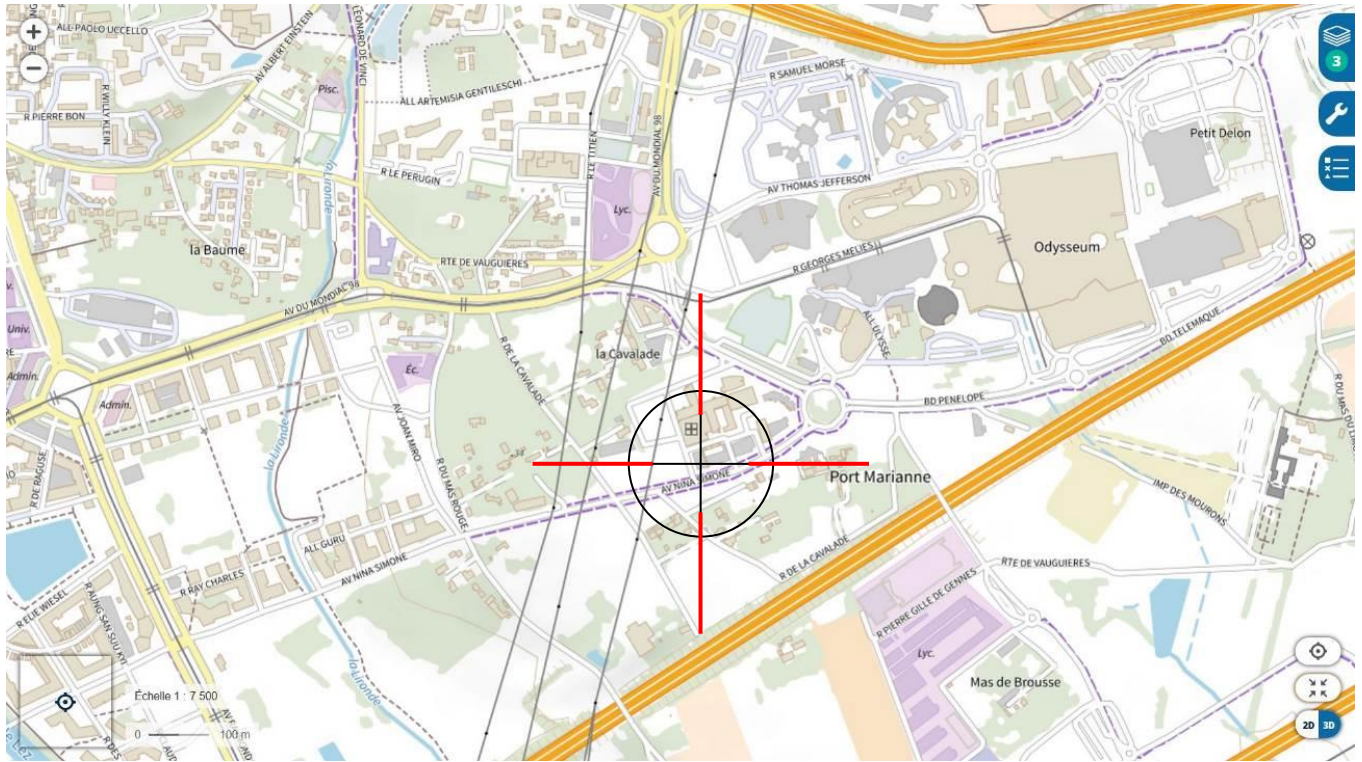 ALL-PAOLO UCCELLO
AV ALBERT EINSTEIN
LÉONARD DE VINCI
R SAMUEL MORSE
3
Pisc.
ALL ARTEMISIA GENTILESCHI
R WILLY KLEIN
R PIERRE BON
la Lironde
R LE TITIEN
AV DU MONDIAL 98
Petit Delon
R LE PERUGIN
AV THOMAS JEFFERSON
Lyc.
la Baume
RTE DE VAUGUIERES
R GEORGES MELIES
Odysseum
AV DU MONDIAL 98
Univ.
Admin.
R DE LA CAVALADE
la Cavalade
ALL ULYSSE
BD TELEMAQUE
Éc.
Admin.
AV JOAN MIRO
BD PENELOPE
la Lironde
R DE RAGUSE
R DU MAS ROUGE
AV NINA SIMONE
Port Marianne
IMP DES MOURONS
ALL GURU
R RAY CHARLES
AV NINA SIMONE
R DE LA CAVALADE
RTE DE VAUGUIERES
R ELIE WIESEL
R AUNG SAN SUU KYI
R PIERRE GILLE DE GENNES
Lyc.
la Lironde
Mas de Brousse
Échelle 1 : 7 500
0 100 m
2D 3D